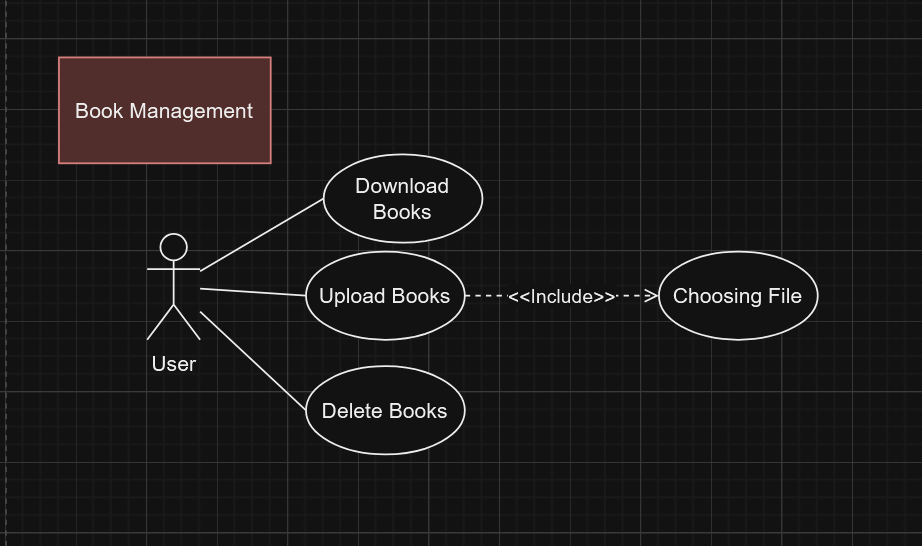 Book Management
Download
Books
Upload Books
<<Include>>
Choosing File
User
Delete Books